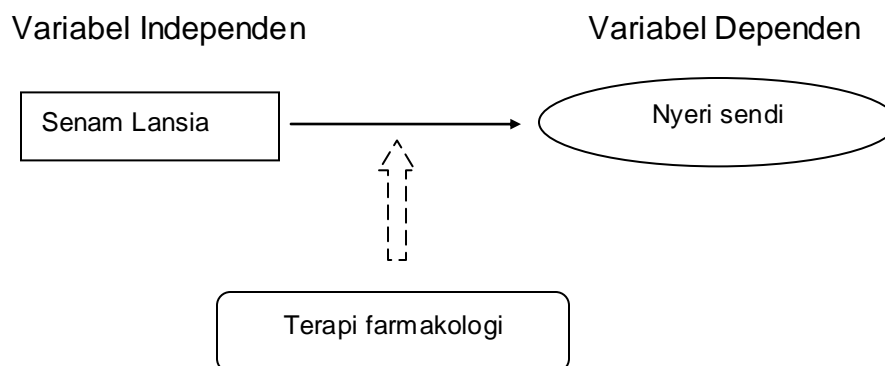 Variabel Independen
Variabel Dependen
Senam Lansia
Nyeri sendi
Terapi farmakologi